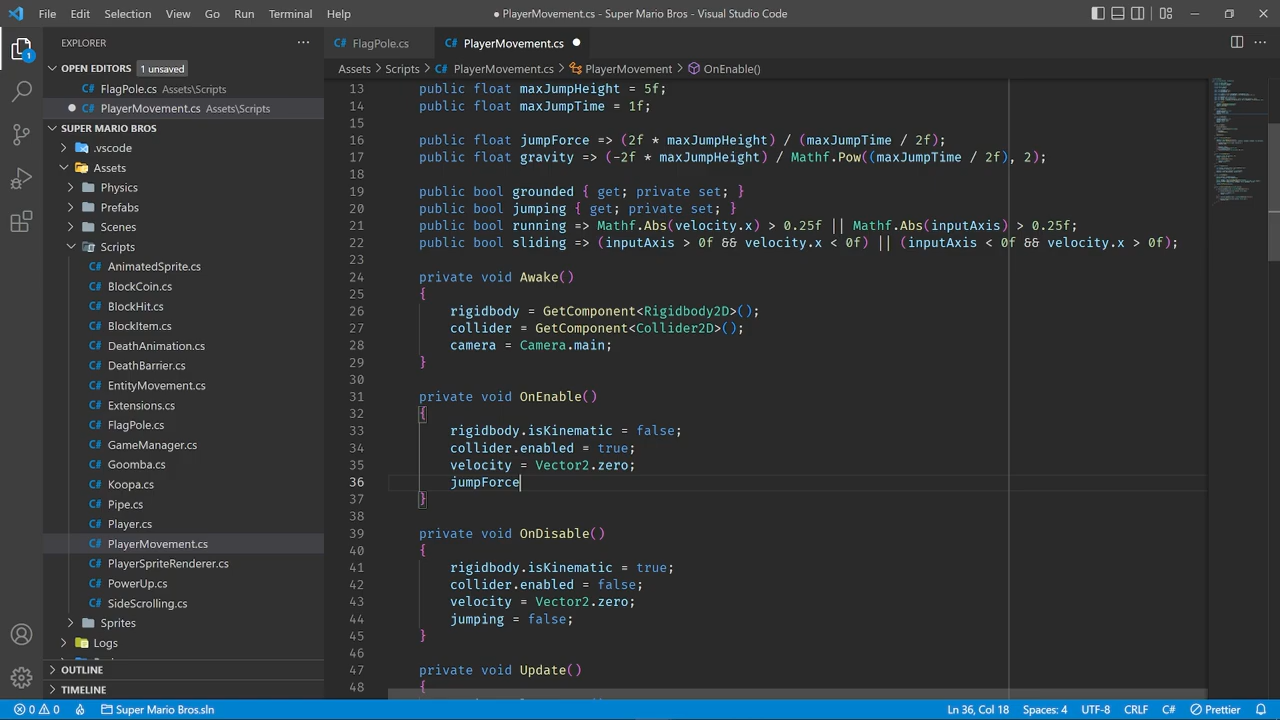 File Edit Selection View Go Run Terminal Help
● PlayerMovement.cs - Super Mario Bros - Visual Studio Code
EXPLORER
OPEN EDITORS 1 unsaved
FlagPole.cs Assets\Scripts
PlayerMovement.cs Assets\Scripts
SUPER MARIO BROS
.vscode
Assets
Physics
Prefabs
Scenes
Scripts
C# AnimatedSprite.cs
C# BlockCoin.cs
C# BlockHit.cs
C# BlockItem.cs
C# DeathAnimation.cs
C# DeathBarrier.cs
C# EntityMovement.cs
C# Extensions.cs
C# FlagPole.cs
C# GameManager.cs
C# Goomba.cs
C# Koopa.cs
C# Pipe.cs
C# Player.cs
C# PlayerMovement.cs
C# PlayerSpriteRenderer.cs
C# PowerUp.cs
C# SideScrolling.cs
Sprites
Logs
OUTLINE
TIMELINE
C# FlagPole.cs C# PlayerMovement.cs
Assets > Scripts > C# PlayerMovement.cs > PlayerMovement > OnEnable()
13 public float maxJumpHeight = 5f;
14 public float maxJumpTime = 1f;
15
16 public float jumpForce => (2f * maxJumpHeight) / (maxJumpTime / 2f);
17 public float gravity => (-2f * maxJumpHeight) / Mathf.Pow((maxJumpTime / 2f), 2);
18
19 public bool grounded { get; private set; }
20 public bool jumping { get; private set; }
21 public bool running => Mathf.Abs(velocity.x) > 0.25f || Mathf.Abs(inputAxis) > 0.25f;
22 public bool sliding => (inputAxis > 0f && velocity.x < 0f) || (inputAxis < 0f && velocity.x > 0f);
23
24 private void Awake()
25 {
26 rigidbody = GetComponent<Rigidbody2D>();
27 collider = GetComponent<Collider2D>();
28 camera = Camera.main;
29 }
30
31 private void OnEnable()
32 {
33 rigidbody.isKinematic = false;
34 collider.enabled = true;
35 velocity = Vector2.zero;
36 jumpForce
37 }
38
39 private void OnDisable()
40 {
41 rigidbody.isKinematic = true;
42 collider.enabled = false;
43 velocity = Vector2.zero;
44 jumping = false;
45 }
46
47 private void Update()
48 {
0 0 Super Mario Bros.sln Ln 36, Col 18 Spaces: 4 UTF-8 CRLF C# Prettier